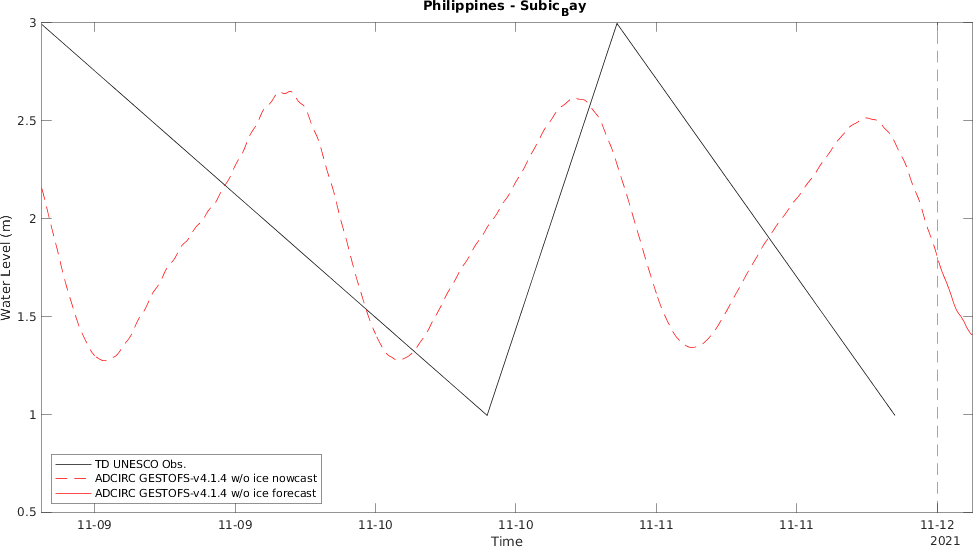 Philippines - Subic_Bay
3
2.5
2
1.5
1
0.5
Water Level (m)
TD UNESCO Obs.
ADCIRC GESTOFS-v4.1.4 w/o ice nowcast
ADCIRC GESTOFS-v4.1.4 w/o ice forecast
11-09 11-09 11-10 11-10 11-11 11-11 11-12
Time 2021